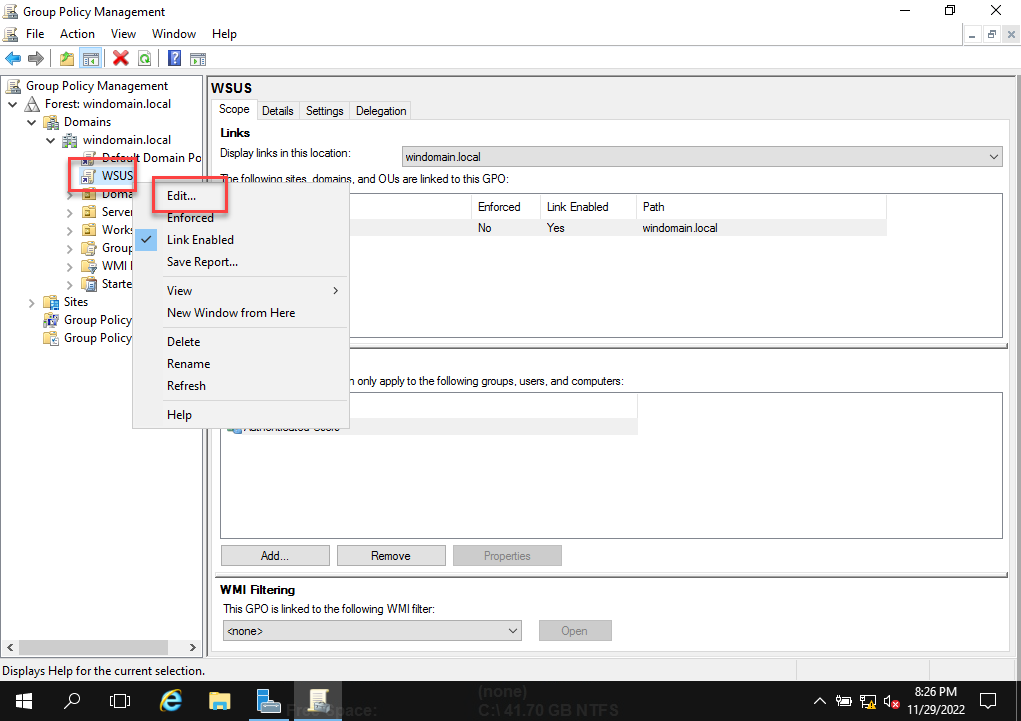 Group Policy Management
File Action View Window Help
Group Policy Management
Forest: windomain.local
Domains
windomain.local
Default Domain Po
WSUS
Doma
Server
Works
Group
WMI
Starte
Sites
Group Policy
Group Policy
Edit...
Enforced
Link Enabled
Save Report...
View
New Window from Here
Delete
Rename
Refresh
Help
WSUS
Scope Details Settings Delegation
Links
Display links in this location: windomain.local
The following sites, domains, and OUs are linked to this GPO:
Enforced Link Enabled Path
No Yes windomain.local
n only apply to the following groups, users, and computers:
Authenticated Users
Add... Remove Properties
WMI Filtering
This GPO is linked to the following WMI filter:
<none> Open
Displays Help for the current selection.
(none)
Free Space: C:\ 41.70 GB NTFS
8:26 PM
11/29/2022